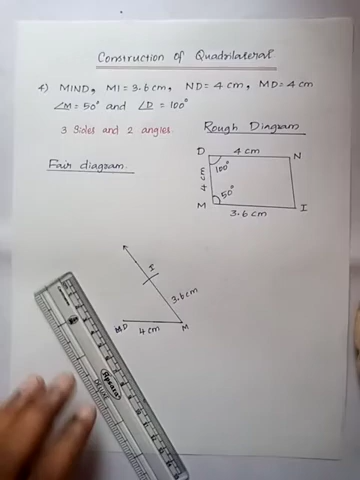 Construction of Quadrilateral
4) MIND, MI = 3.6 cm, ND = 4 cm, MD = 4 cm
∠M = 50° and ∠D = 100°
3 Sides and 2 angles.
Rough Diagram
Fair diagram.
D 4 cm N
100°
4 cm
50°
M 3.6 cm I
I
3.6 cm
D 4 cm M
Apsara